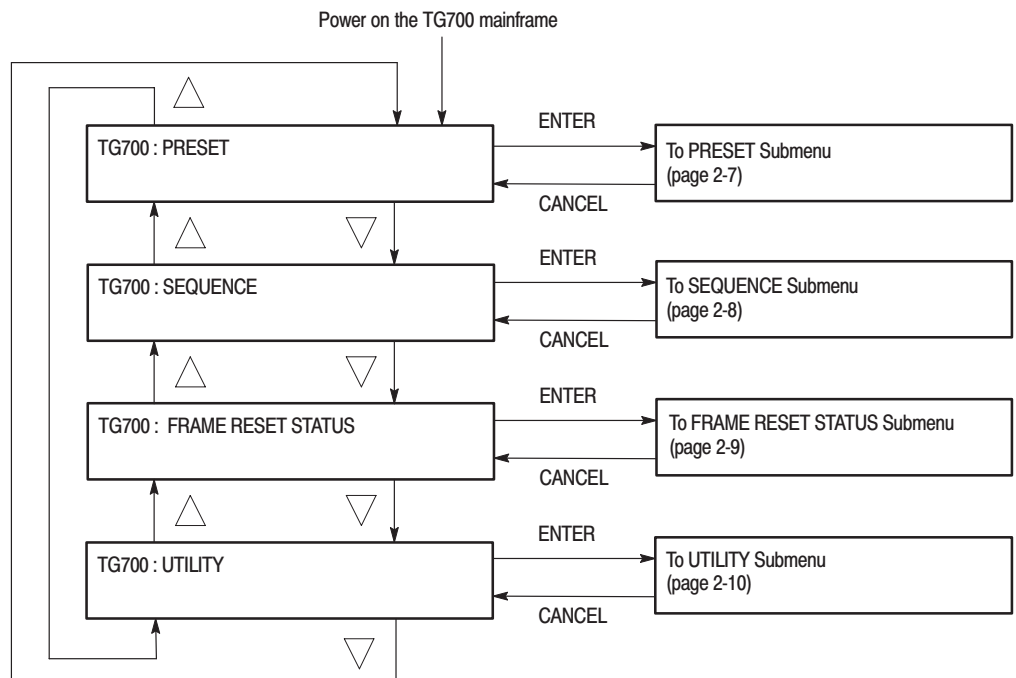 Power on the TG700 mainframe
TG700 : PRESET
ENTER
CANCEL
To PRESET Submenu
(page 2-7)
TG700 : SEQUENCE
ENTER
CANCEL
To SEQUENCE Submenu
(page 2-8)
TG700 : FRAME RESET STATUS
ENTER
CANCEL
To FRAME RESET STATUS Submenu
(page 2-9)
TG700 : UTILITY
ENTER
CANCEL
To UTILITY Submenu
(page 2-10)